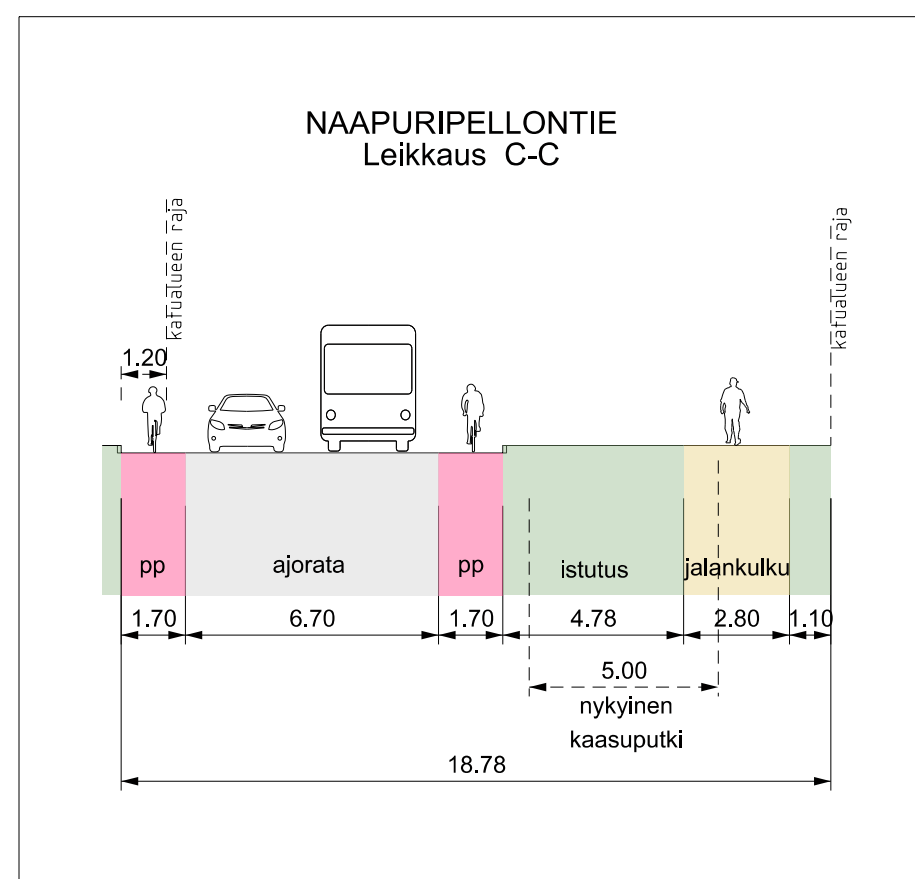 NAAPURIPELLONTIE
Leikkaus C-C
katualueen raja
katualueen raja
1.20
pp
ajorata
pp
istutus
jalankulku
1.70
6.70
1.70
4.78
2.80
1.10
5.00
nykyinen
kaasuputki
18.78